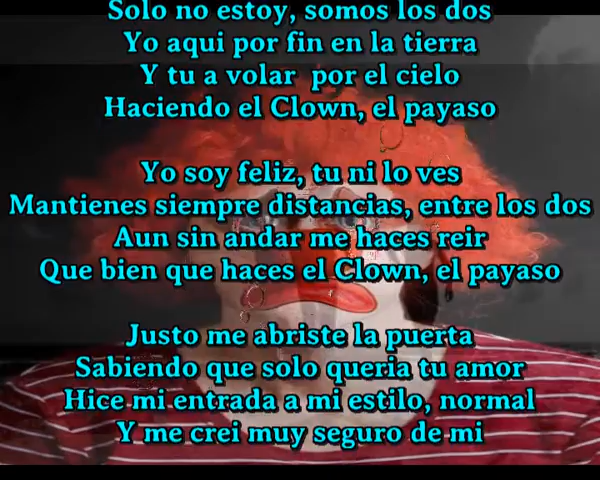 Solo no estoy, somos los dos
Yo aqui por fin en la tierra
Y tu a volar por el cielo
Haciendo el Clown, el payaso
Yo soy feliz, tu ni lo ves
Mantienes siempre distancias, entre los dos
Aun sin andar me haces reir
Que bien que haces el Clown, el payaso
Justo me abriste la puerta
Sabiendo que solo queria tu amor
Hice mi entrada a mi estilo, normal
Y me crei muy seguro de mi